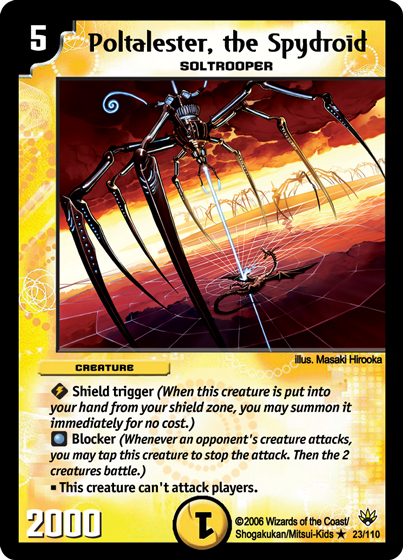 5 Poltalester, the Spydroid
SOLTROOPER
illus. Masaki Hirooka
CREATURE
Shield trigger (When this creature is put into
your hand from your shield zone, you may summon it
immediately for no cost.)
Blocker (Whenever an opponent's creature attacks,
you may tap this creature to stop the attack. Then the 2
creatures battle.)
▪ This creature can't attack players.
2000
1
©2006 Wizards of the Coast/
Shogakukan/Mitsui-Kids ★ 23/110